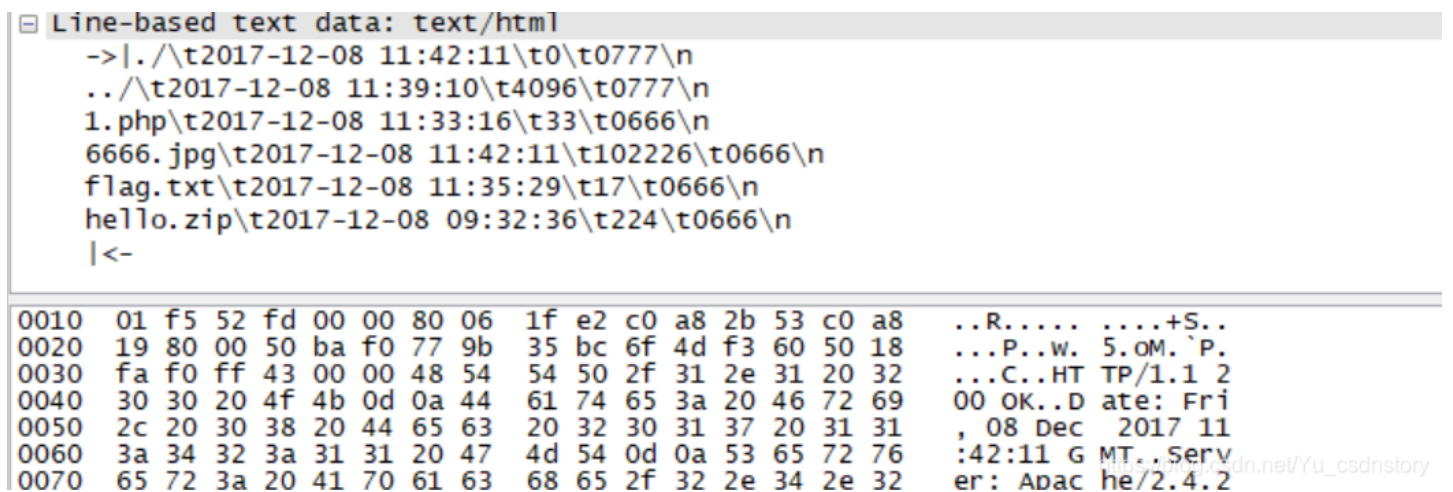 Line-based text data: text/html
->|./\t2017-12-08 11:42:11\t0\t0777\n
../\t2017-12-08 11:39:10\t4096\t0777\n
1.php\t2017-12-08 11:33:16\t33\t0666\n
6666.jpg\t2017-12-08 11:42:11\t102226\t0666\n
flag.txt\t2017-12-08 11:35:29\t17\t0666\n
hello.zip\t2017-12-08 09:32:36\t224\t0666\n
|<-
0010 01 f5 52 fd 00 00 80 06 1f e2 c0 a8 2b 53 c0 a8 ..R..... ....+S..
0020 19 80 00 50 ba f0 77 9b 35 bc 6f 4d f3 60 50 18 ...P..w. 5.oM.`P.
0030 fa f0 ff 43 00 00 48 54 54 50 2f 31 2e 31 20 32 ...C..HT TP/1.1 2
0040 30 30 20 4f 4b 0d 0a 44 61 74 65 3a 20 46 72 69 00 OK..D ate: Fri
0050 2c 20 30 38 20 44 65 63 20 32 30 31 37 20 31 31 , 08 Dec 2017 11
0060 3a 34 32 3a 31 31 20 47 4d 54 0d 0a 53 65 72 76 :42:11 G MT..Serv
0070 65 72 3a 20 41 70 61 63 68 65 2f 32 2e 34 2e 32 er: Apac he/2.4.2
https://blog.csdn.net/Yu_csdnstory